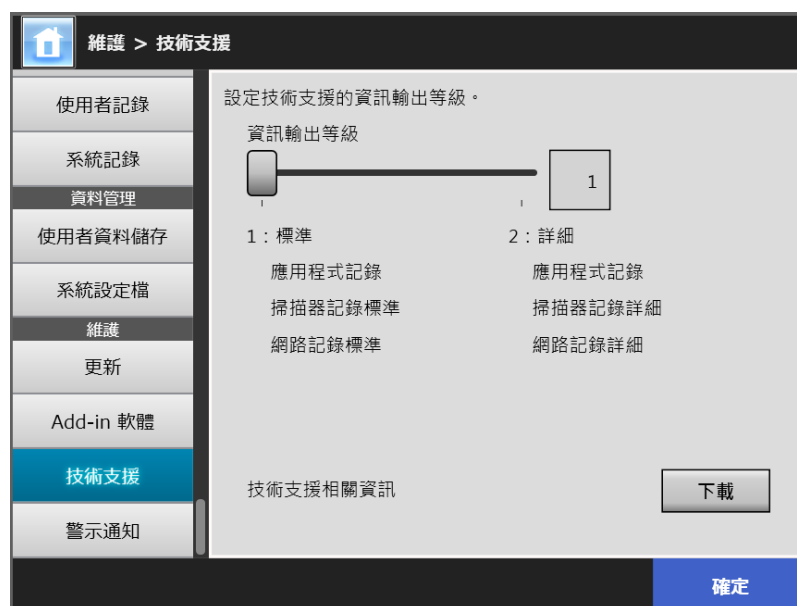 維護 > 技術支援
使用者記錄
系統記錄
資料管理
使用者資料儲存
系統設定檔
維護
更新
Add-in 軟體
技術支援
警示通知
設定技術支援的資訊輸出等級。
資訊輸出等級
1
1：標準
應用程式記錄
掃描器記錄標準
網路記錄標準
2：詳細
應用程式記錄
掃描器記錄詳細
網路記錄詳細
技術支援相關資訊
下載
確定